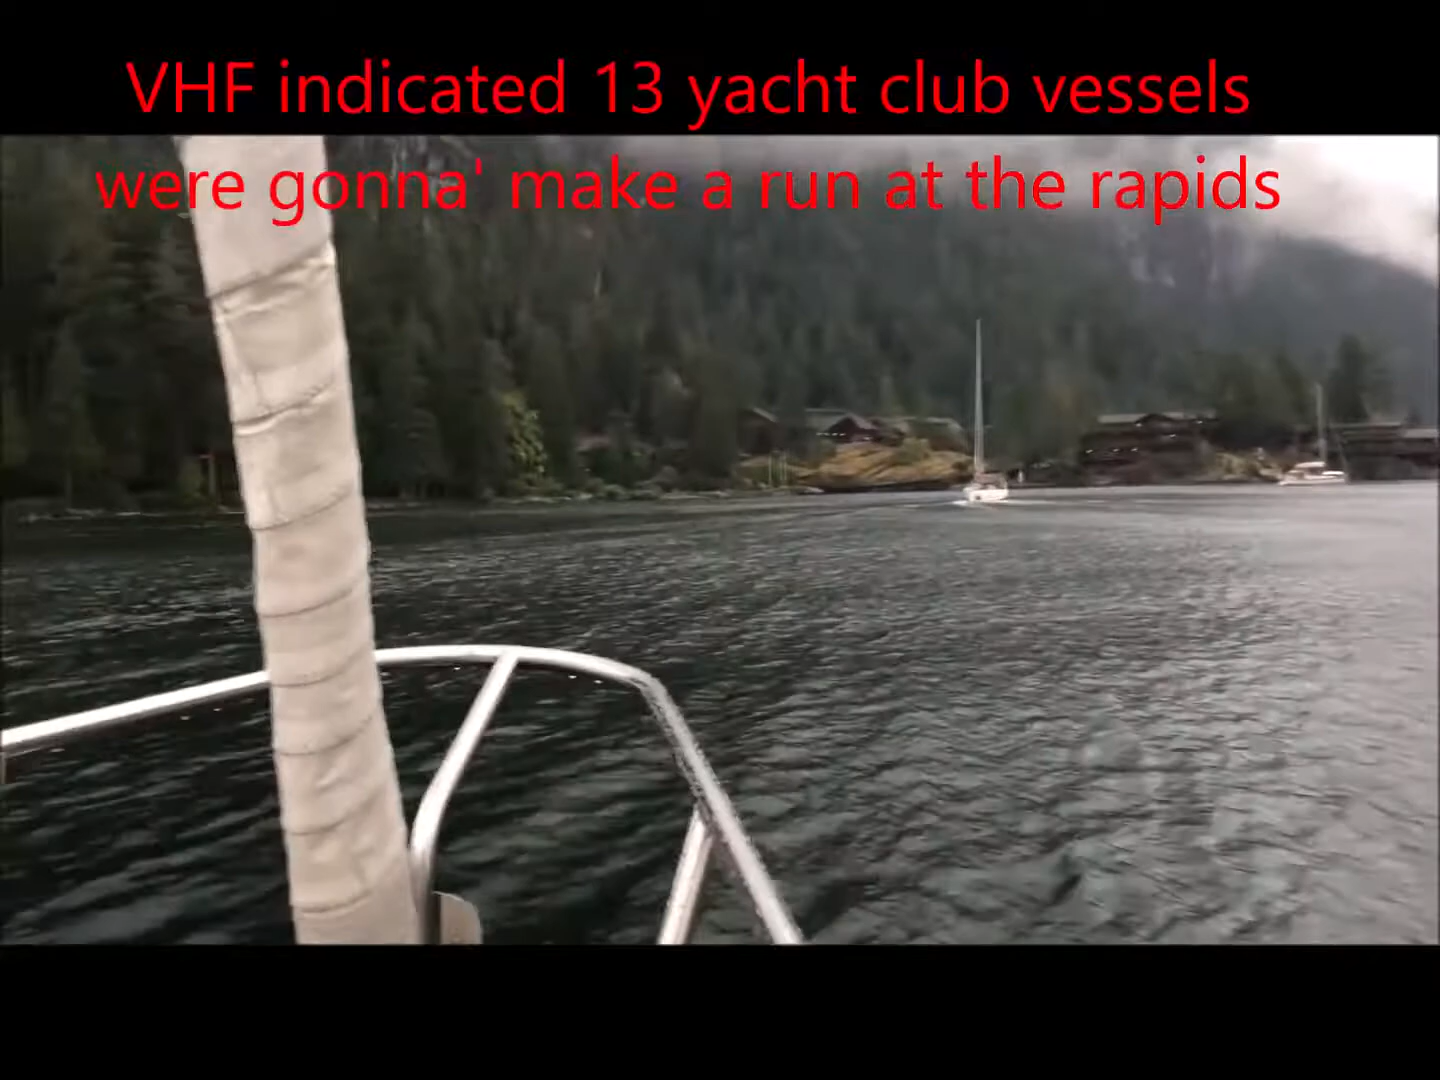 VHF indicated 13 yacht club vessels
were gonna' make a run at the rapids